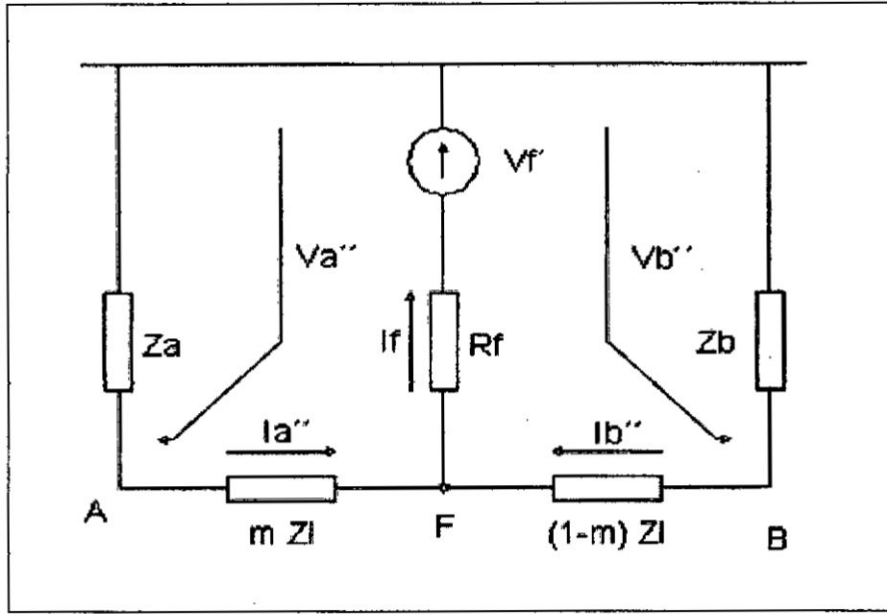 Vf'
Va''
Vb''
Za
If
Rf
Zb
Ia''
Ib''
A
m Zl
F
(1-m) Zl
B